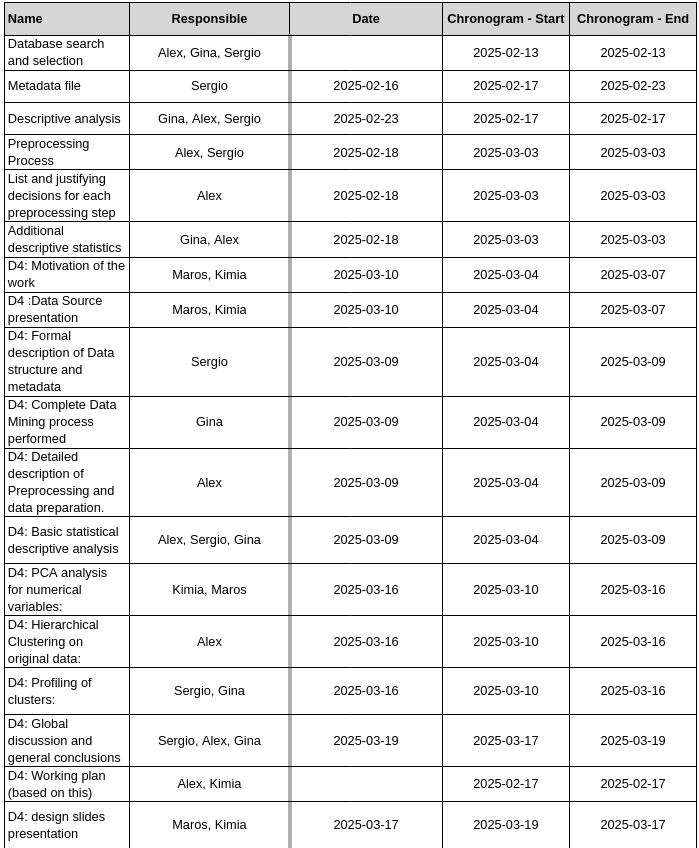 Name Responsible Date Chronogram - Start Chronogram - End
Database search
and selection
Alex, Gina, Sergio 2025-02-13 2025-02-13
Metadata file Sergio 2025-02-16 2025-02-17 2025-02-23
Descriptive analysis Gina, Alex, Sergio 2025-02-23 2025-02-17 2025-02-17
Preprocessing
Process
Alex, Sergio 2025-02-18 2025-03-03 2025-03-03
List and justifying
decisions for each
preprocessing step
Alex 2025-02-18 2025-03-03 2025-03-03
Additional
descriptive statistics
Gina, Alex 2025-02-18 2025-03-03 2025-03-03
D4: Motivation of the
work
Maros, Kimia 2025-03-10 2025-03-04 2025-03-07
D4 :Data Source
presentation
Maros, Kimia 2025-03-10 2025-03-04 2025-03-07
D4: Formal
description of Data
structure and
metadata
Sergio 2025-03-09 2025-03-04 2025-03-09
D4: Complete Data
Mining process
performed
Gina 2025-03-09 2025-03-04 2025-03-09
D4: Detailed
description of
Preprocessing and
data preparation.
Alex 2025-03-09 2025-03-04 2025-03-09
D4: Basic statistical
descriptive analysis
Alex, Sergio, Gina 2025-03-09 2025-03-04 2025-03-09
D4: PCA analysis
for numerical
variables:
Kimia, Maros 2025-03-16 2025-03-10 2025-03-16
D4: Hierarchical
Clustering on
original data:
Alex 2025-03-16 2025-03-10 2025-03-16
D4: Profiling of
clusters:
Sergio, Gina 2025-03-16 2025-03-10 2025-03-16
D4: Global
discussion and
general conclusions
Sergio, Alex, Gina 2025-03-19 2025-03-17 2025-03-19
D4: Working plan
(based on this)
Alex, Kimia 2025-02-17 2025-02-17
D4: design slides
presentation
Maros, Kimia 2025-03-17 2025-03-19 2025-03-17